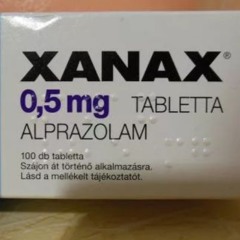 XANAX®
0,5 mg TABLETTA
ALPRAZOLAM
100 db tabletta
Szájon át történő alkalmazásra.
Lásd a mellékelt tájékoztatót.